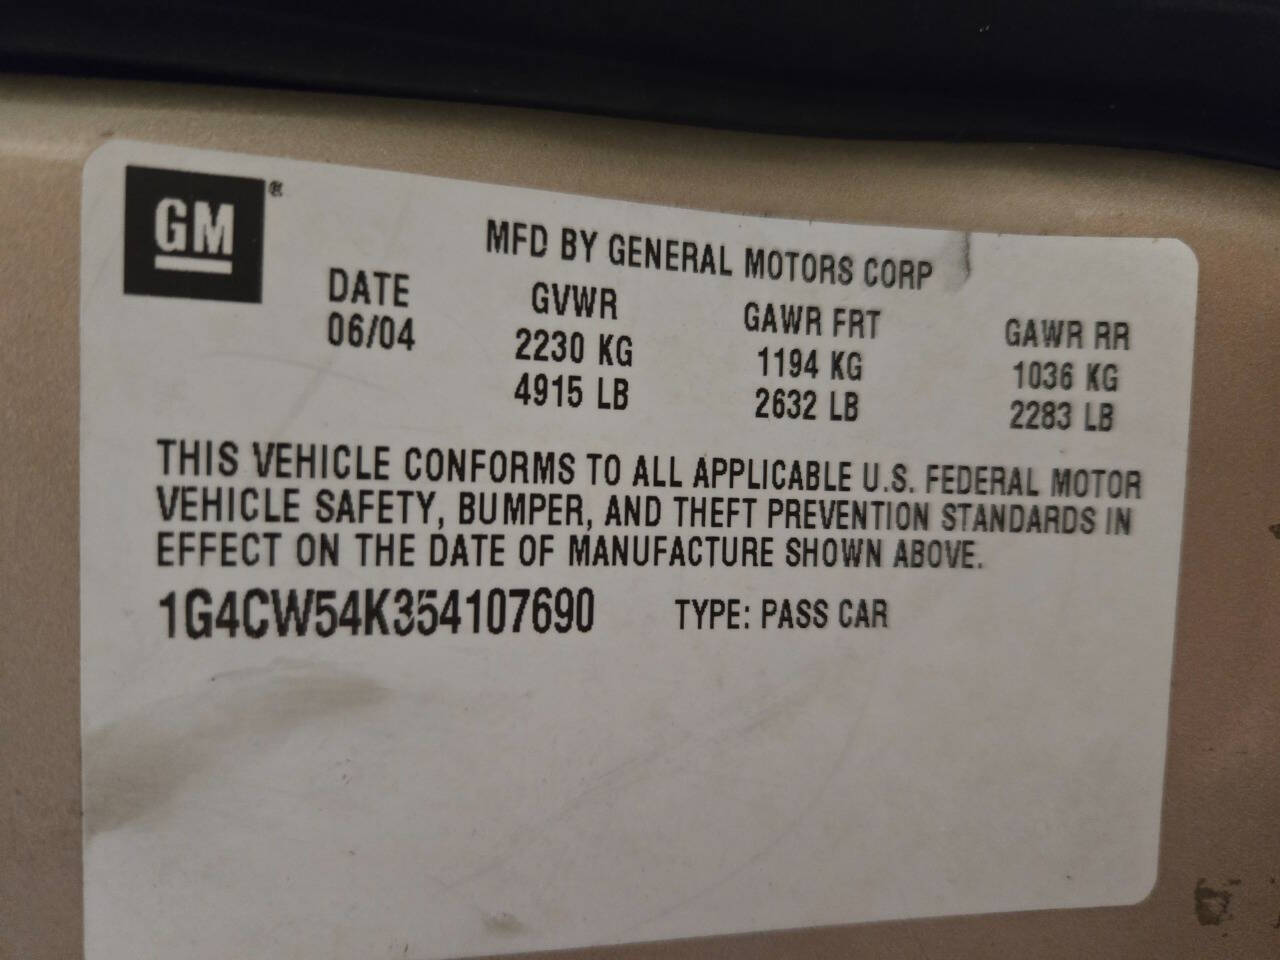 GM®
MFD BY GENERAL MOTORS CORP
DATE GVWR GAWR FRT GAWR RR
06/04 2230 KG 1194 KG 1036 KG
4915 LB 2632 LB 2283 LB
THIS VEHICLE CONFORMS TO ALL APPLICABLE U.S. FEDERAL MOTOR
VEHICLE SAFETY, BUMPER, AND THEFT PREVENTION STANDARDS IN
EFFECT ON THE DATE OF MANUFACTURE SHOWN ABOVE.
1G4CW54K354107690 TYPE: PASS CAR